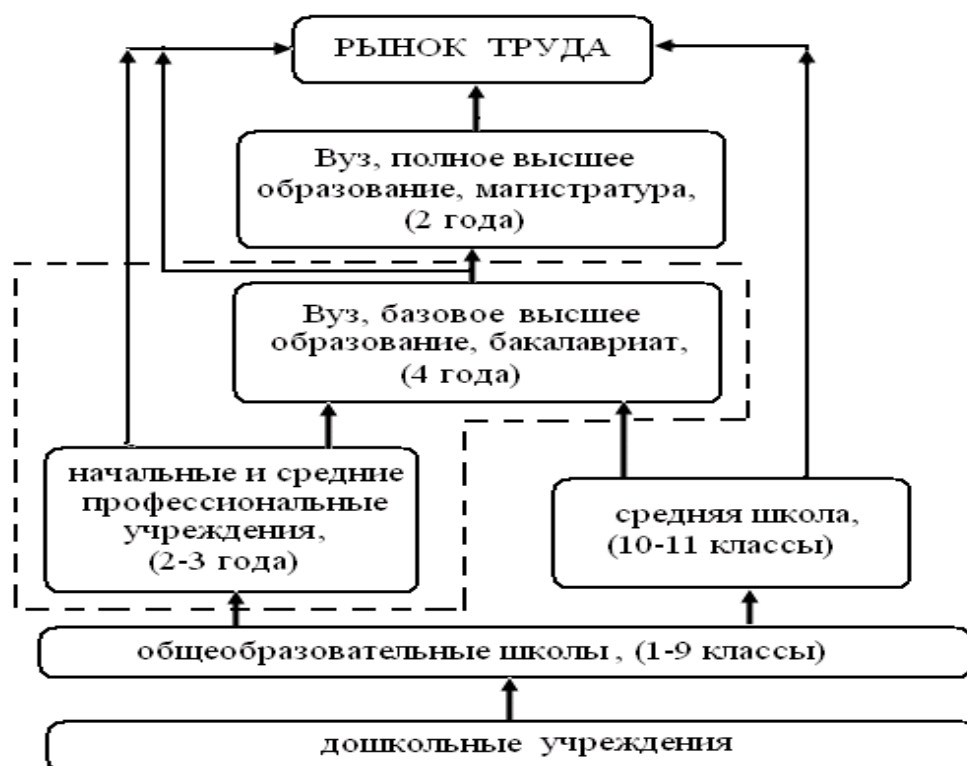 РЫНОК ТРУДА
Вуз, полное высшее
образование, магистратура,
(2 года)
Вуз, базовое высшее
образование, бакалавриат,
(4 года)
начальные и средние
профессиональные
учреждения,
(2-3 года)
средняя школа,
(10-11 классы)
общеобразовательные школы , (1-9 классы)
дошкольные учреждения